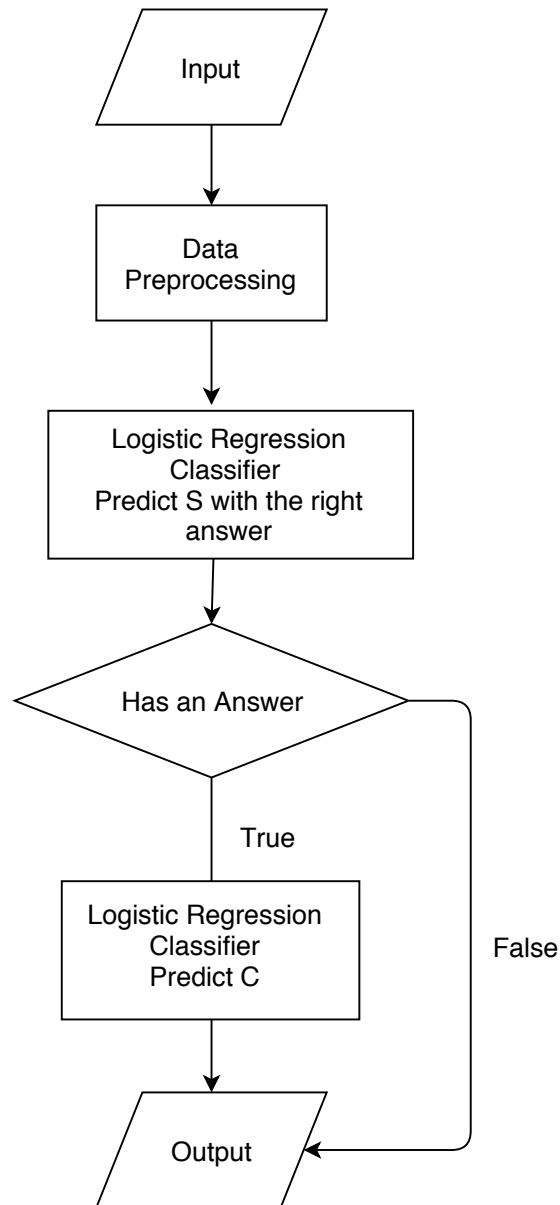 Input
Data
Preprocessing
Logistic Regression
Classifier
Predict S with the right
answer
Has an Answer
True
Logistic Regression
Classifier
Predict C
False
Output